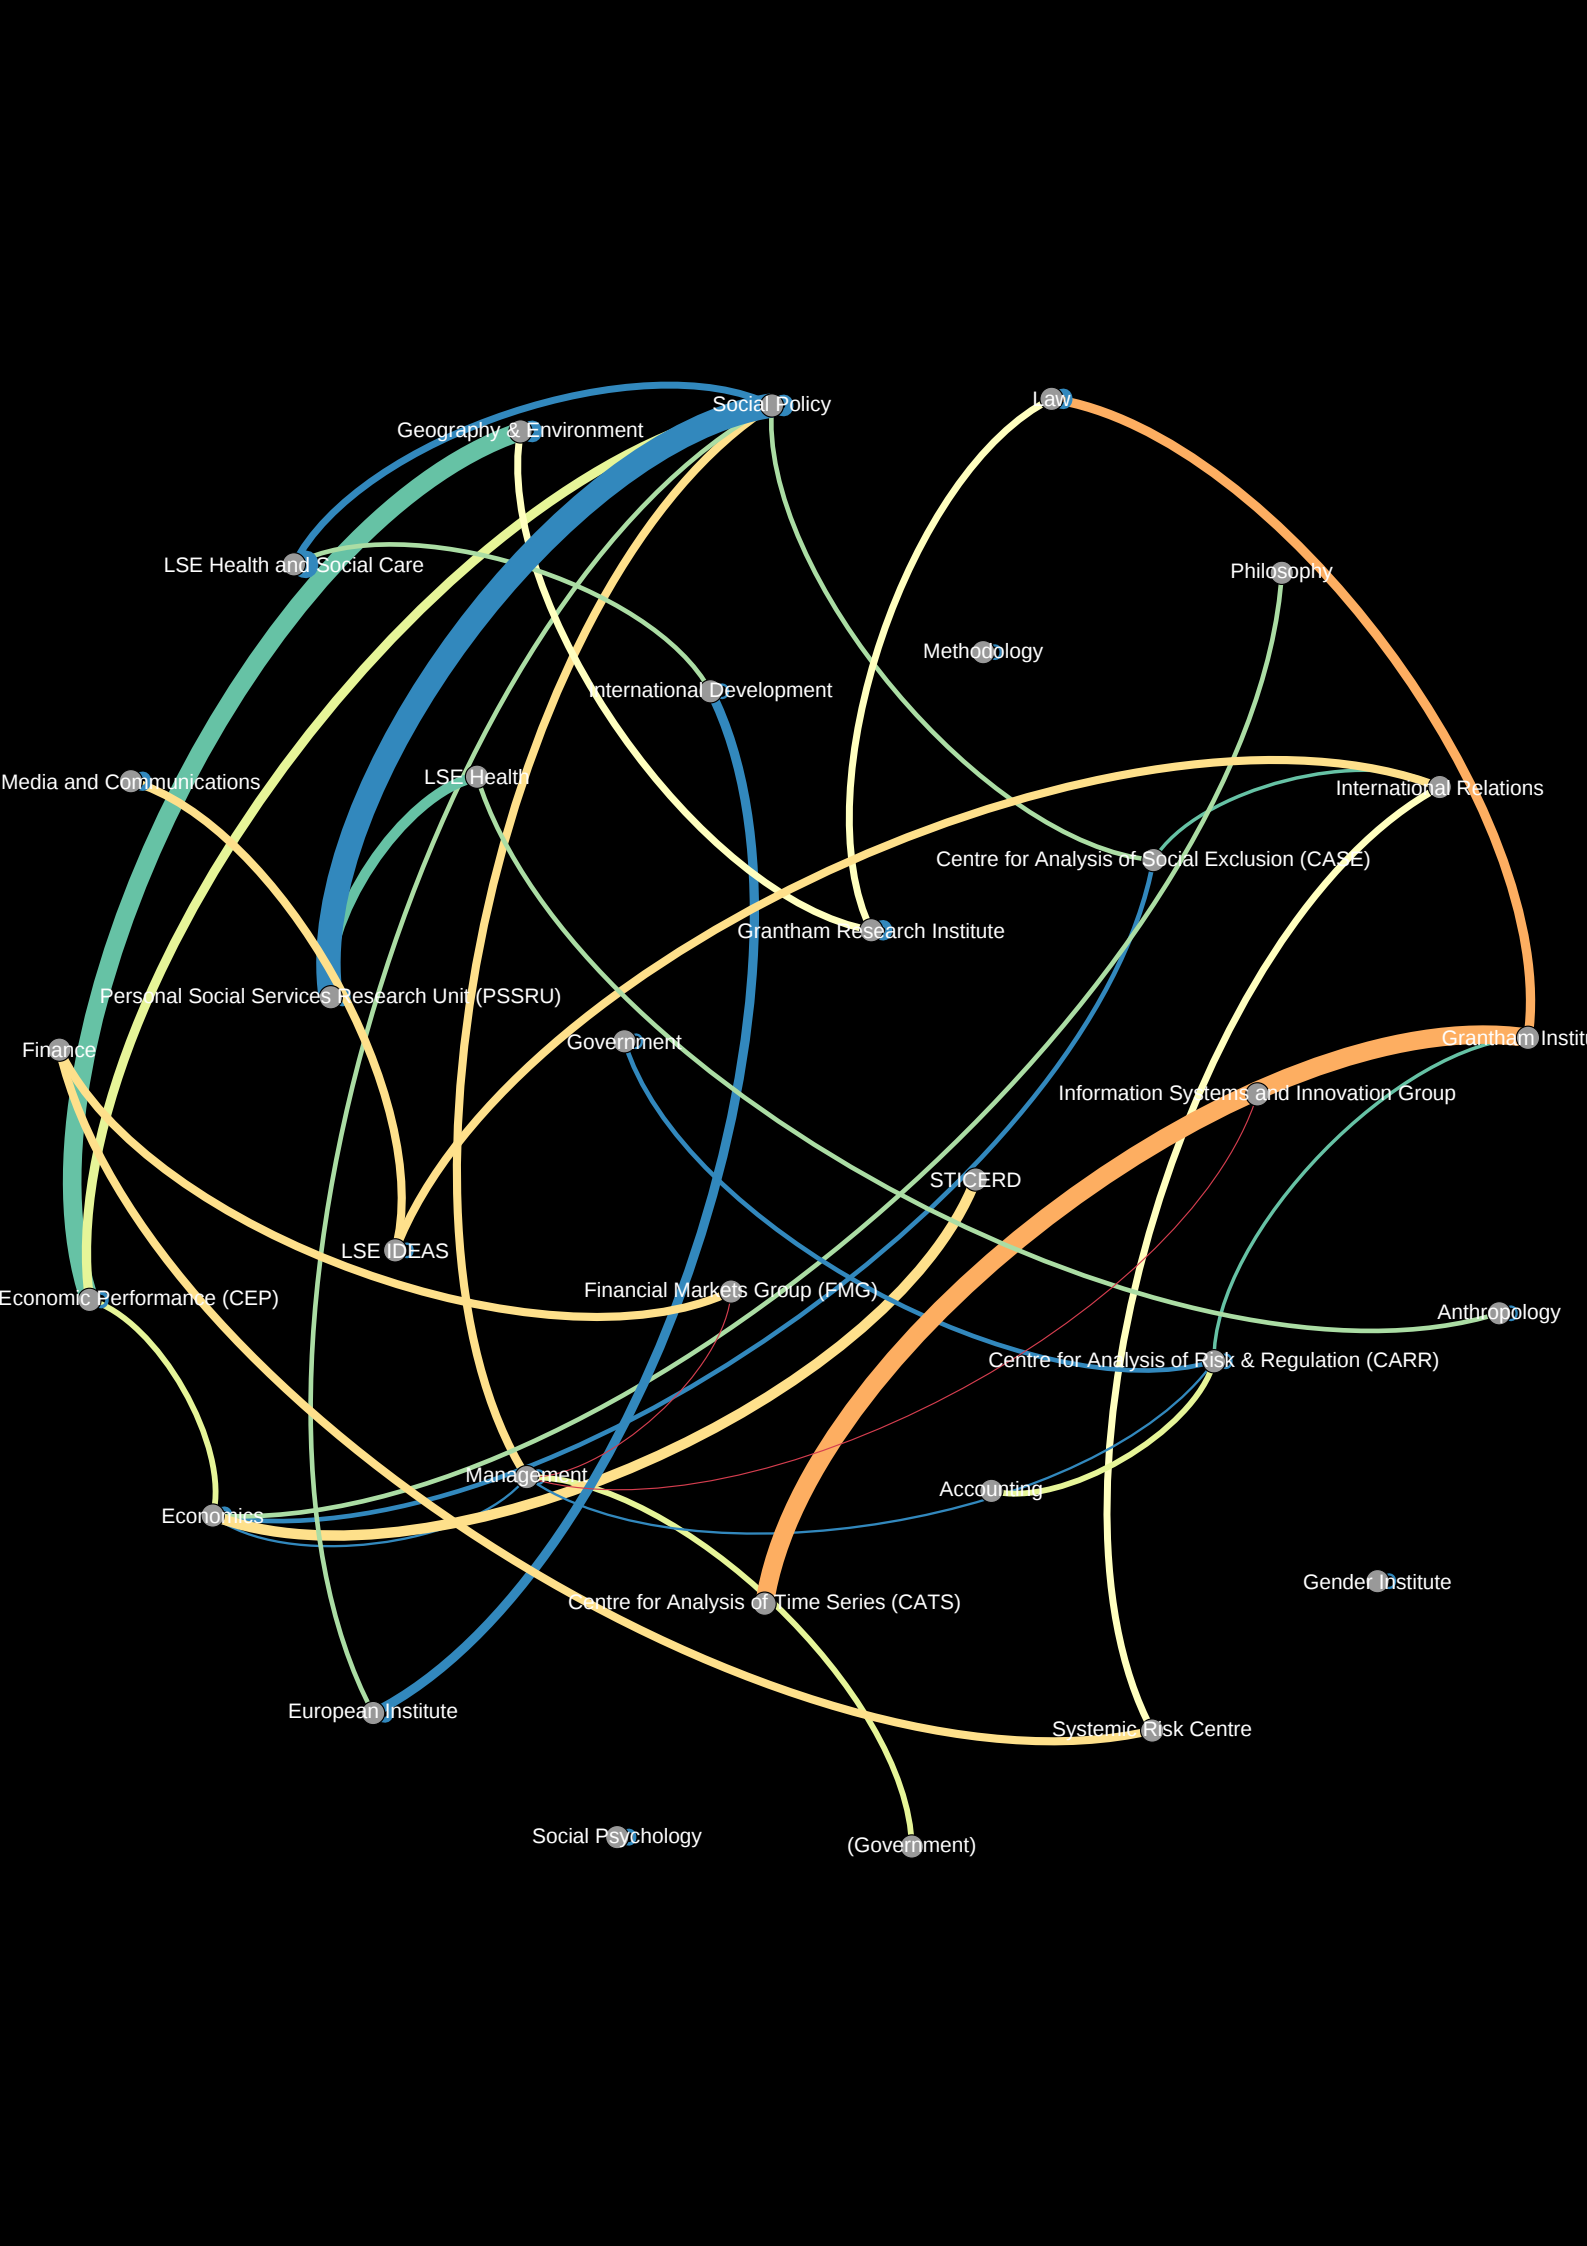 Social Policy
Law
Geography & Environment
LSE Health and Social Care
Philosophy
Methodology
International Development
Media and Communications
LSE Health
International Relations
Centre for Analysis of Social Exclusion (CASE)
Grantham Research Institute
Personal Social Services Research Unit (PSSRU)
Government
Finance
Grantham Institu
Information Systems and Innovation Group
STICERD
LSE IDEAS
Financial Markets Group (FMG)
Economic Performance (CEP)
Anthropology
Centre for Analysis of Risk & Regulation (CARR)
Management
Accounting
Economics
Gender Institute
Centre for Analysis of Time Series (CATS)
European Institute
Systemic Risk Centre
Social Psychology
(Government)